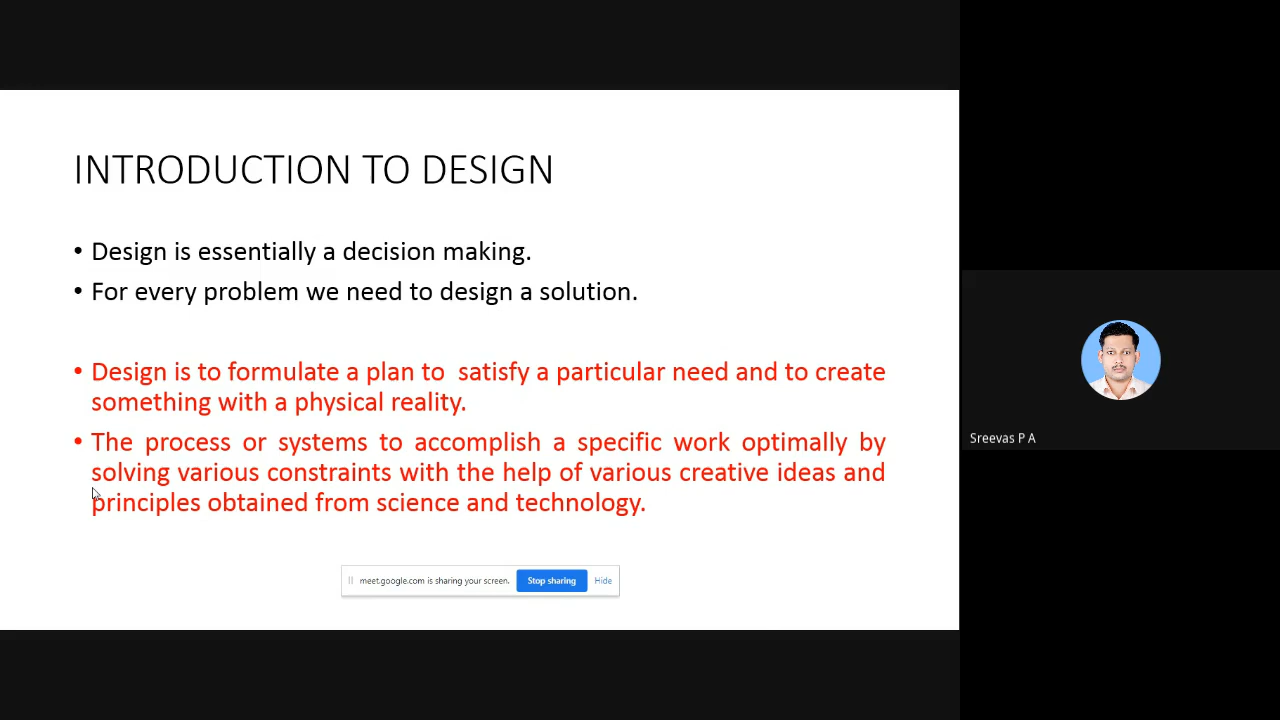 INTRODUCTION TO DESIGN
• Design is essentially a decision making.
• For every problem we need to design a solution.
• Design is to formulate a plan to  satisfy a particular need and to create
something with a physical reality.
• The process or systems to accomplish a specific work optimally by
solving various constraints with the help of various creative ideas and
principles obtained from science and technology.
meet.google.com is sharing your screen. Stop sharing Hide
Sreevas P A